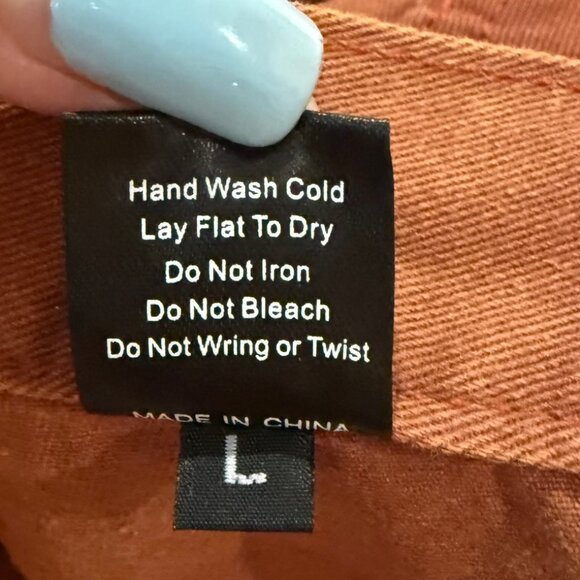 Hand Wash Cold
Lay Flat To Dry
Do Not Iron
Do Not Bleach
Do Not Wring or Twist
MADE IN CHINA
L